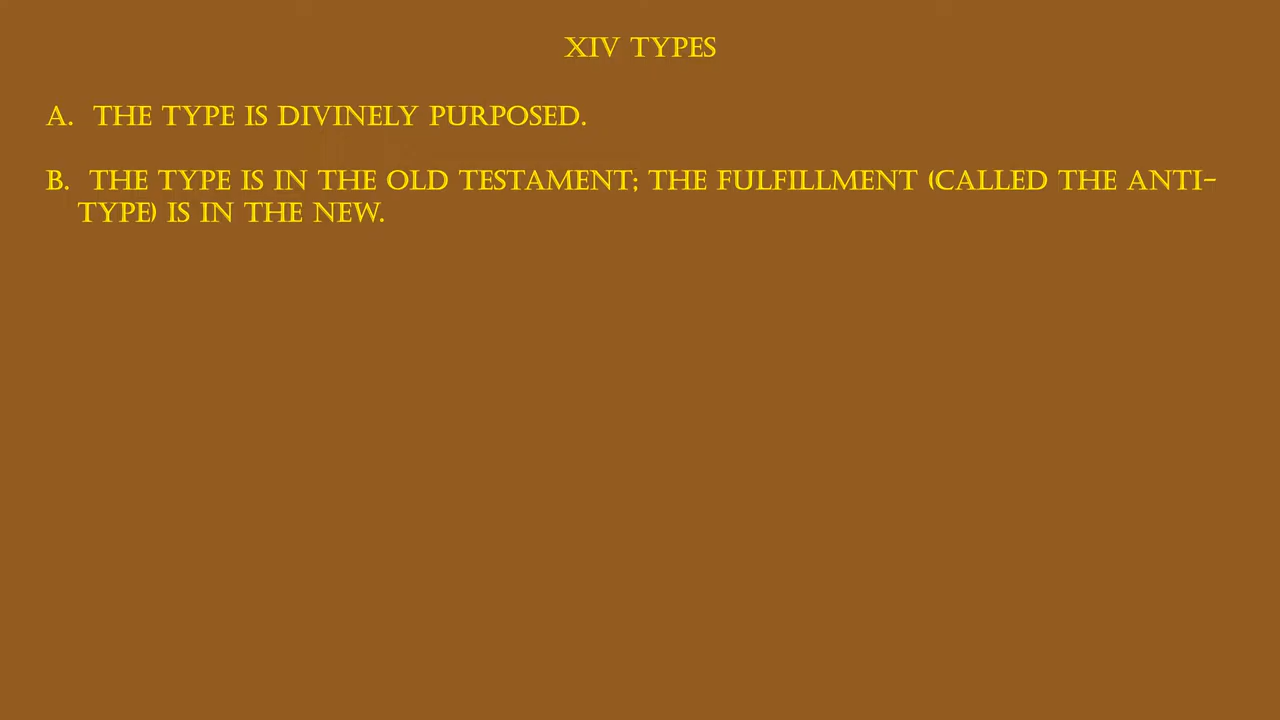 XIV TYPES
A. THE TYPE IS DIVINELY PURPOSED.
B. THE TYPE IS IN THE OLD TESTAMENT; THE FULFILLMENT (CALLED THE ANTI-
TYPE) IS IN THE NEW.